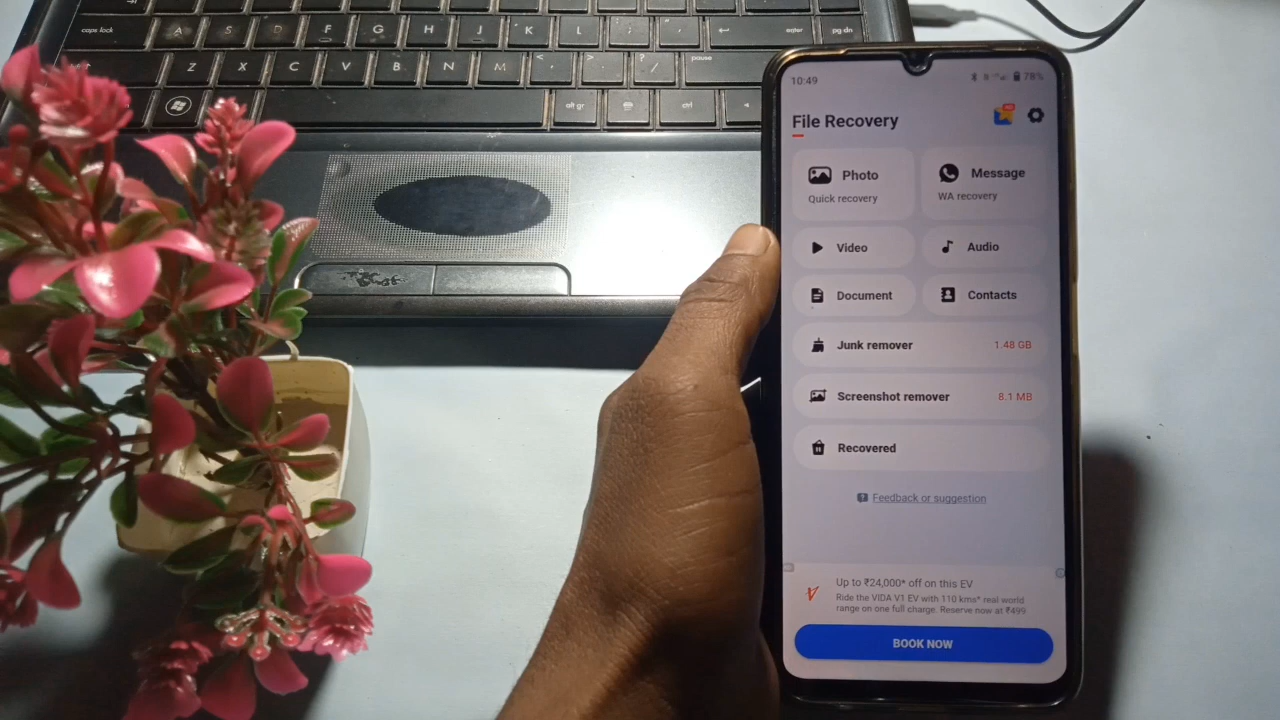 caps lock A S D F G H J K L ; ' enter pg dn
Z X C V B N M < , > . ? / pause
alt gr ctrl
10:49 78%
File Recovery
Photo
Quick recovery
Message
WA recovery
Video
Audio
Document
Contacts
Junk remover 1.48 GB
Screenshot remover 8.1 MB
Recovered
Feedback or suggestion
Up to ₹24,000* off on this EV
Ride the VIDA V1 EV with 110 kms* real world
range on one full charge. Reserve now at ₹499
BOOK NOW